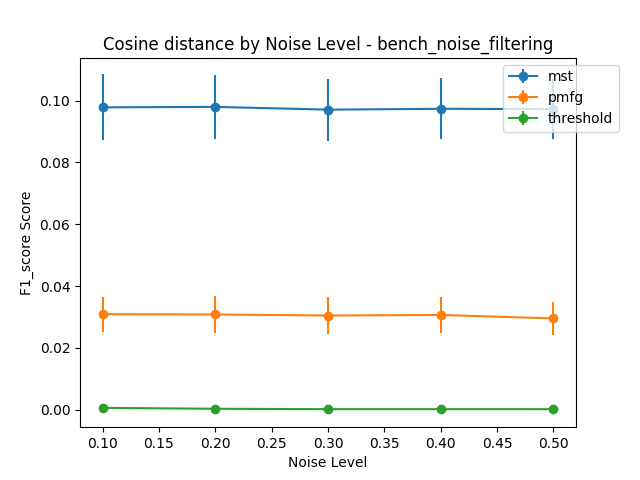 Cosine distance by Noise Level - bench_noise_filtering
mst
pmfg
threshold
F1_score Score
0.10
0.08
0.06
0.04
0.02
0.00
0.10 0.15 0.20 0.25 0.30 0.35 0.40 0.45 0.50
Noise Level